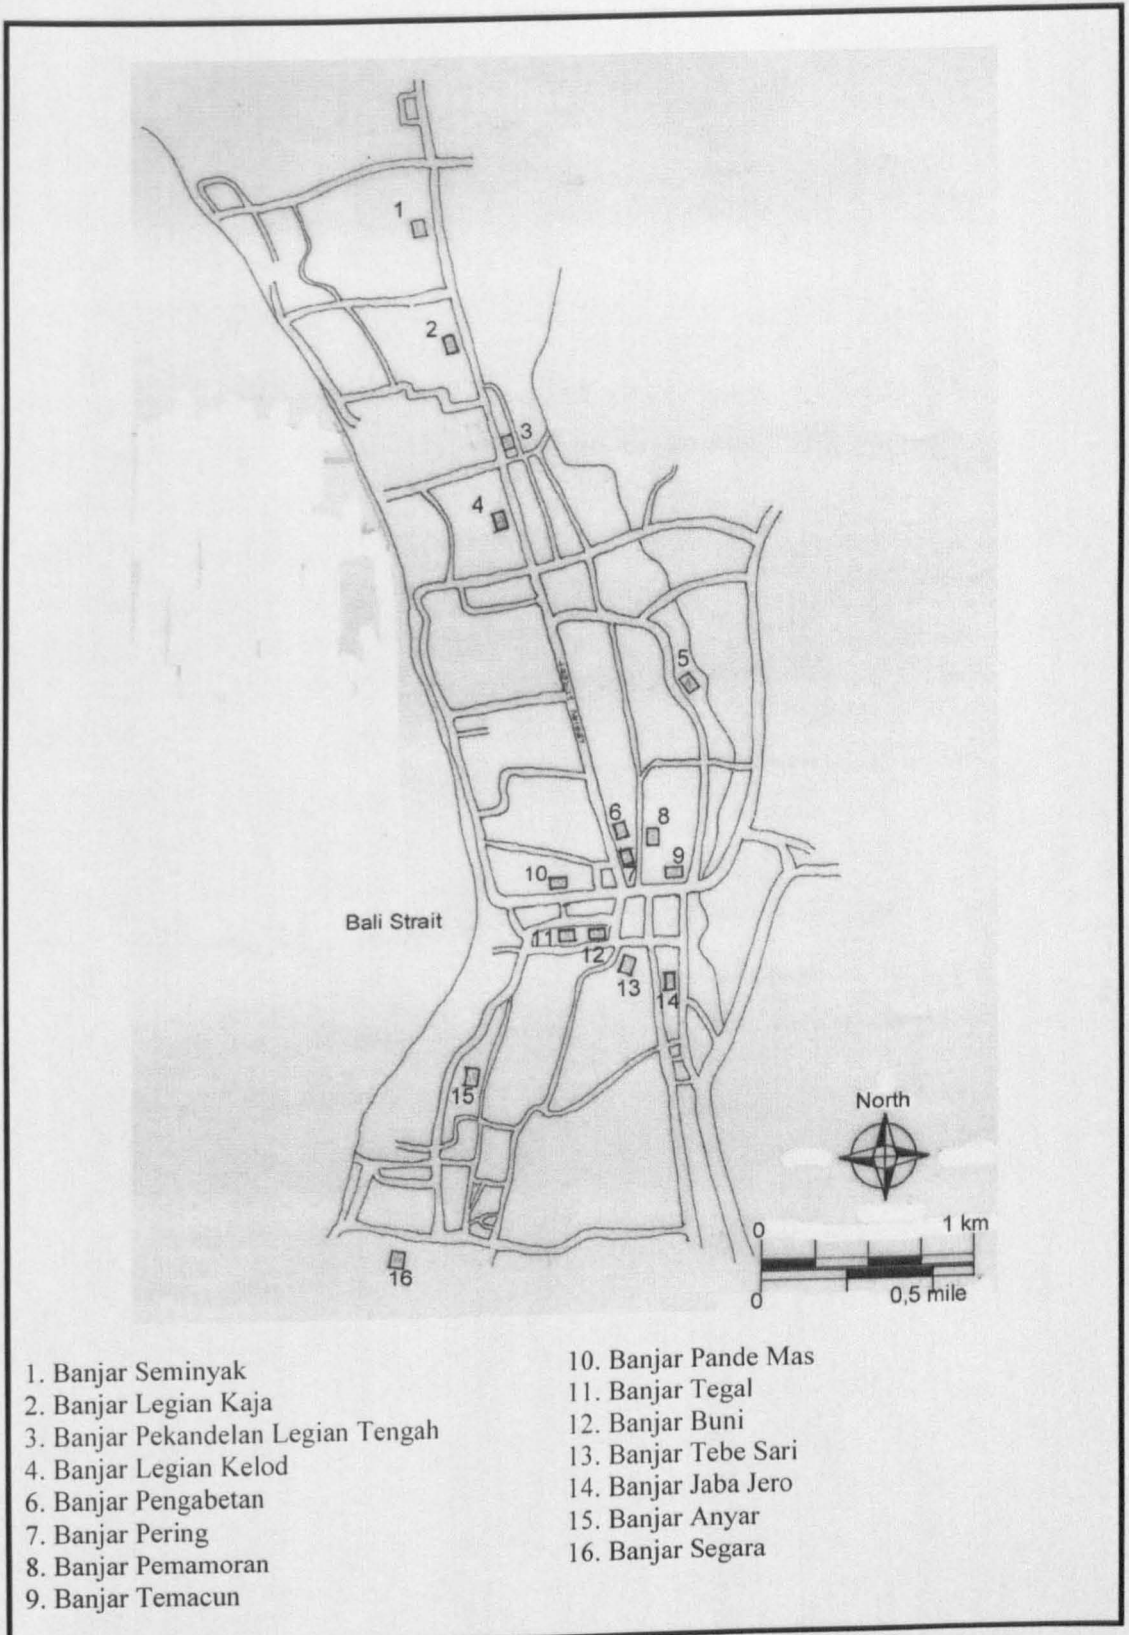 1
2
3
4
5
6
8
7
9
10
Bali Strait
11
12
13
14
15
16
North
0
1 km
0
0,5 mile
1. Banjar Seminyak
2. Banjar Legian Kaja
3. Banjar Pekandelan Legian Tengah
4. Banjar Legian Kelod
6. Banjar Pengabetan
7. Banjar Pering
8. Banjar Pemamoran
9. Banjar Temacun
10. Banjar Pande Mas
11. Banjar Tegal
12. Banjar Buni
13. Banjar Tebe Sari
14. Banjar Jaba Jero
15. Banjar Anyar
16. Banjar Segara